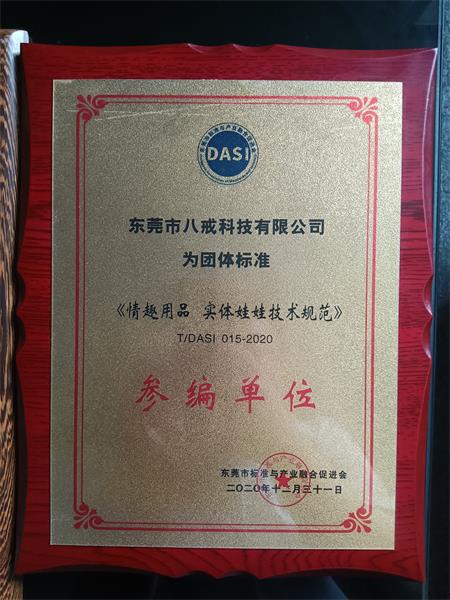 DASI
东莞市八戒科技有限公司
为团体标准
《情趣用品 实体娃娃技术规范》
T/DASI 015-2020
参编单位
东莞市标准与产业融合促进会
二〇二〇年十二月三十一日